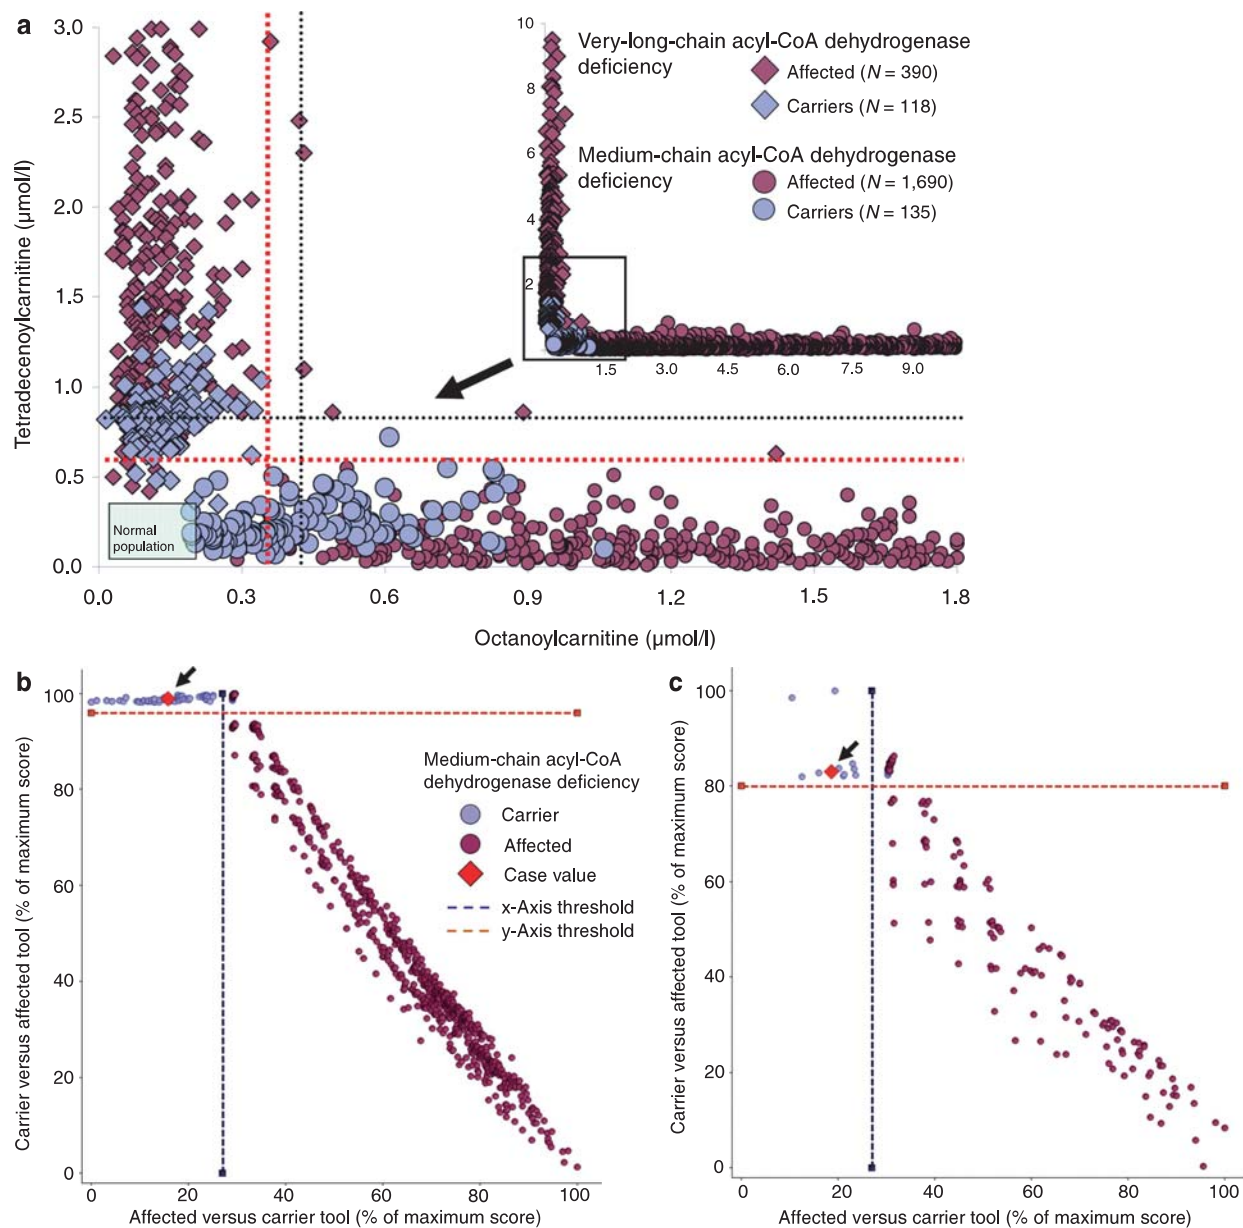 a
3.0
2.5
2.0
1.5
1.0
0.5
0.0
Tetradecenoylcarnitine (µmol/l)
0.0 0.3 0.6 0.9 1.2 1.5 1.8
Octanoylcarnitine (µmol/l)
Normal
population
10
8
6
4
2
1.5 3.0 4.5 6.0 7.5 9.0
Very-long-chain acyl-CoA dehydrogenase
deficiency
Affected (N = 390)
Carriers (N = 118)
Medium-chain acyl-CoA dehydrogenase
deficiency
Affected (N = 1,690)
Carriers (N = 135)
b
100
80
60
40
20
0
Carrier versus affected tool (% of maximum score)
0 20 40 60 80 100
Affected versus carrier tool (% of maximum score)
Medium-chain acyl-CoA
dehydrogenase deficiency
Carrier
Affected
Case value
x-Axis threshold
y-Axis threshold
c
100
80
60
40
20
0
Carrier versus affected tool (% of maximum score)
0 20 40 60 80 100
Affected versus carrier tool (% of maximum score)